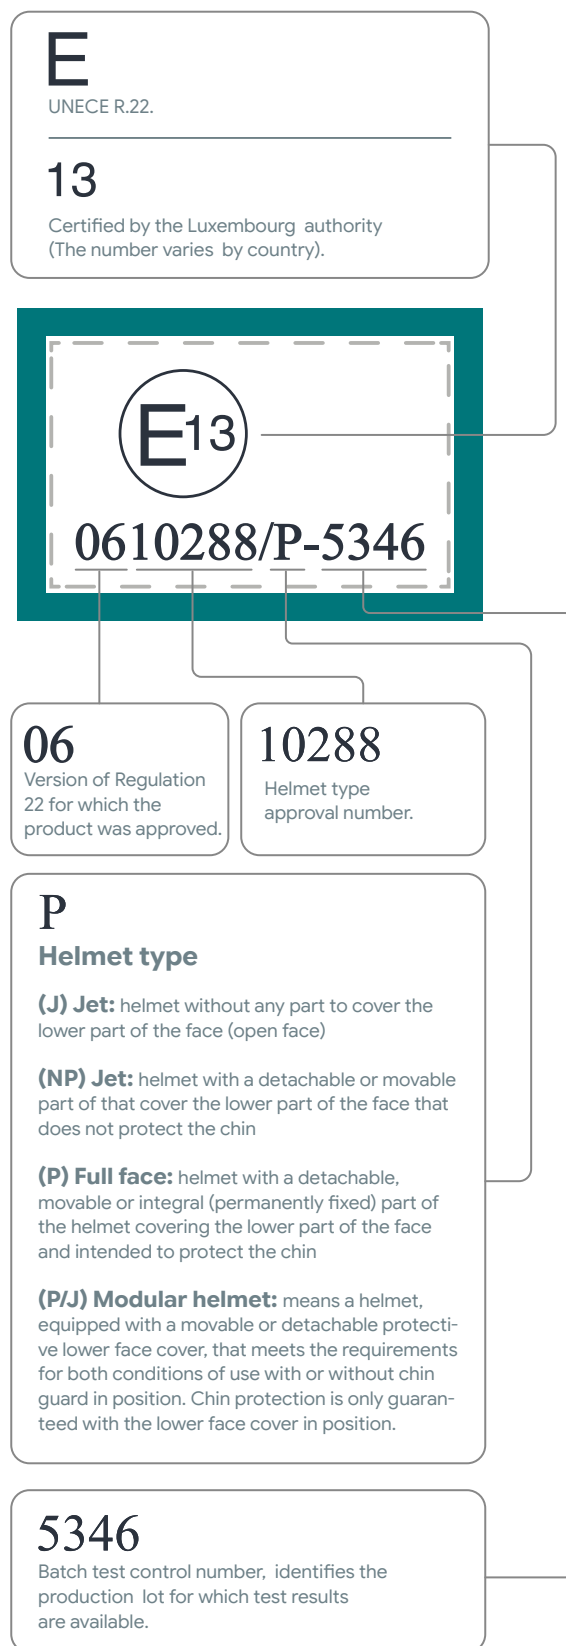 E
UNECE R.22.
13
Certified by the Luxembourg authority
(The number varies by country).
E13
0610288/P-5346
06
Version of Regulation
22 for which the
product was approved.
10288
Helmet type
approval number.
P
Helmet type
(J) Jet: helmet without any part to cover the
lower part of the face (open face)
(NP) Jet: helmet with a detachable or movable
part of that cover the lower part of the face that
does not protect the chin
(P) Full face: helmet with a detachable,
movable or integral (permanently fixed) part of
the helmet covering the lower part of the face
and intended to protect the chin
(P/J) Modular helmet: means a helmet,
equipped with a movable or detachable protecti-
ve lower face cover, that meets the requirements
for both conditions of use with or without chin
guard in position. Chin protection is only guaran-
teed with the lower face cover in position.
5346
Batch test control number, identifies the
production lot for which test results
are available.